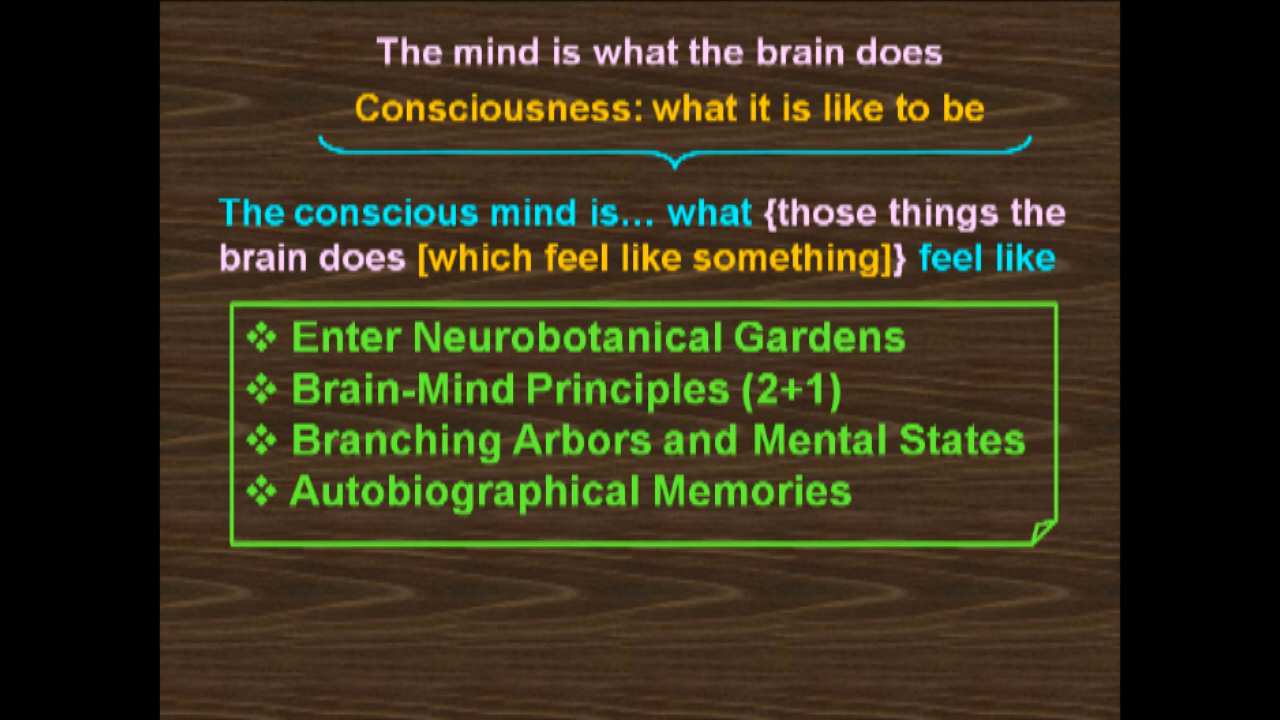 The mind is what the brain does
Consciousness: what it is like to be
The conscious mind is... what {those things the
brain does [which feel like something]} feel like
❖ Enter Neurobotanical Gardens
❖ Brain-Mind Principles (2+1)
❖ Branching Arbors and Mental States
❖ Autobiographical Memories